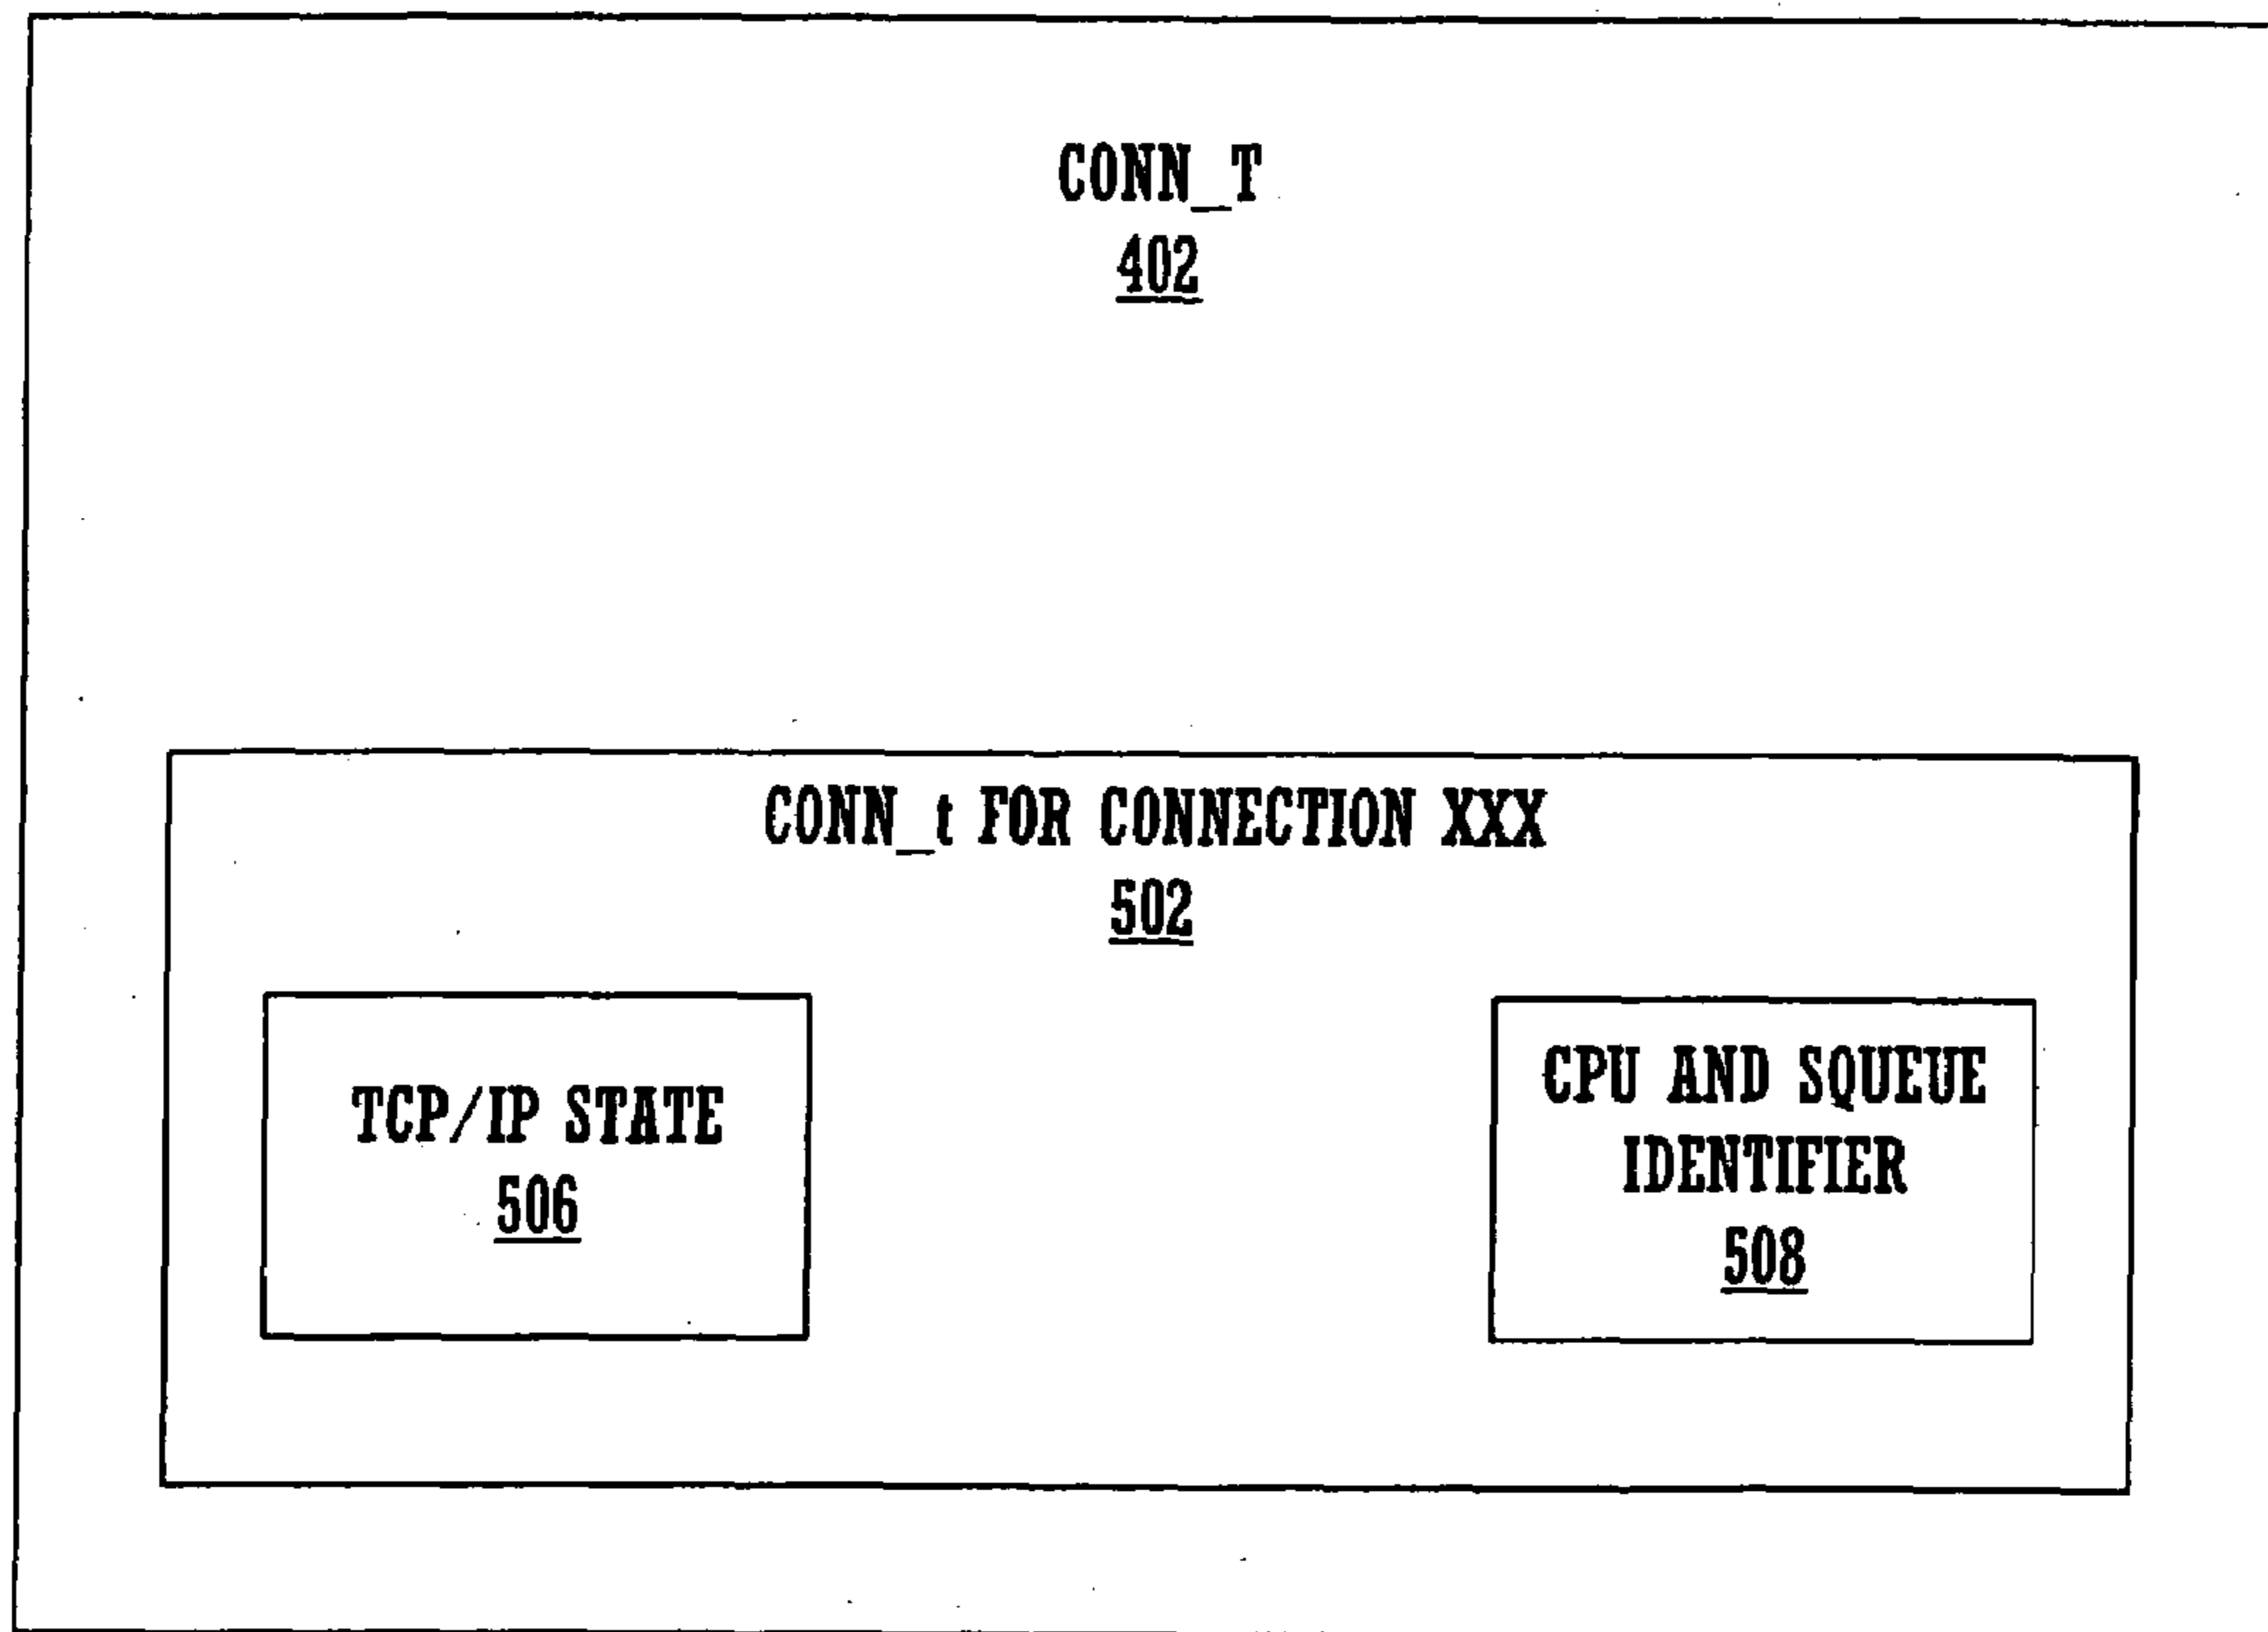 CONN_T
402
CONN_t FOR CONNECTION XXX
502
TCP/IP STATE
506
CPU AND SQUEUE
IDENTIFIER
508